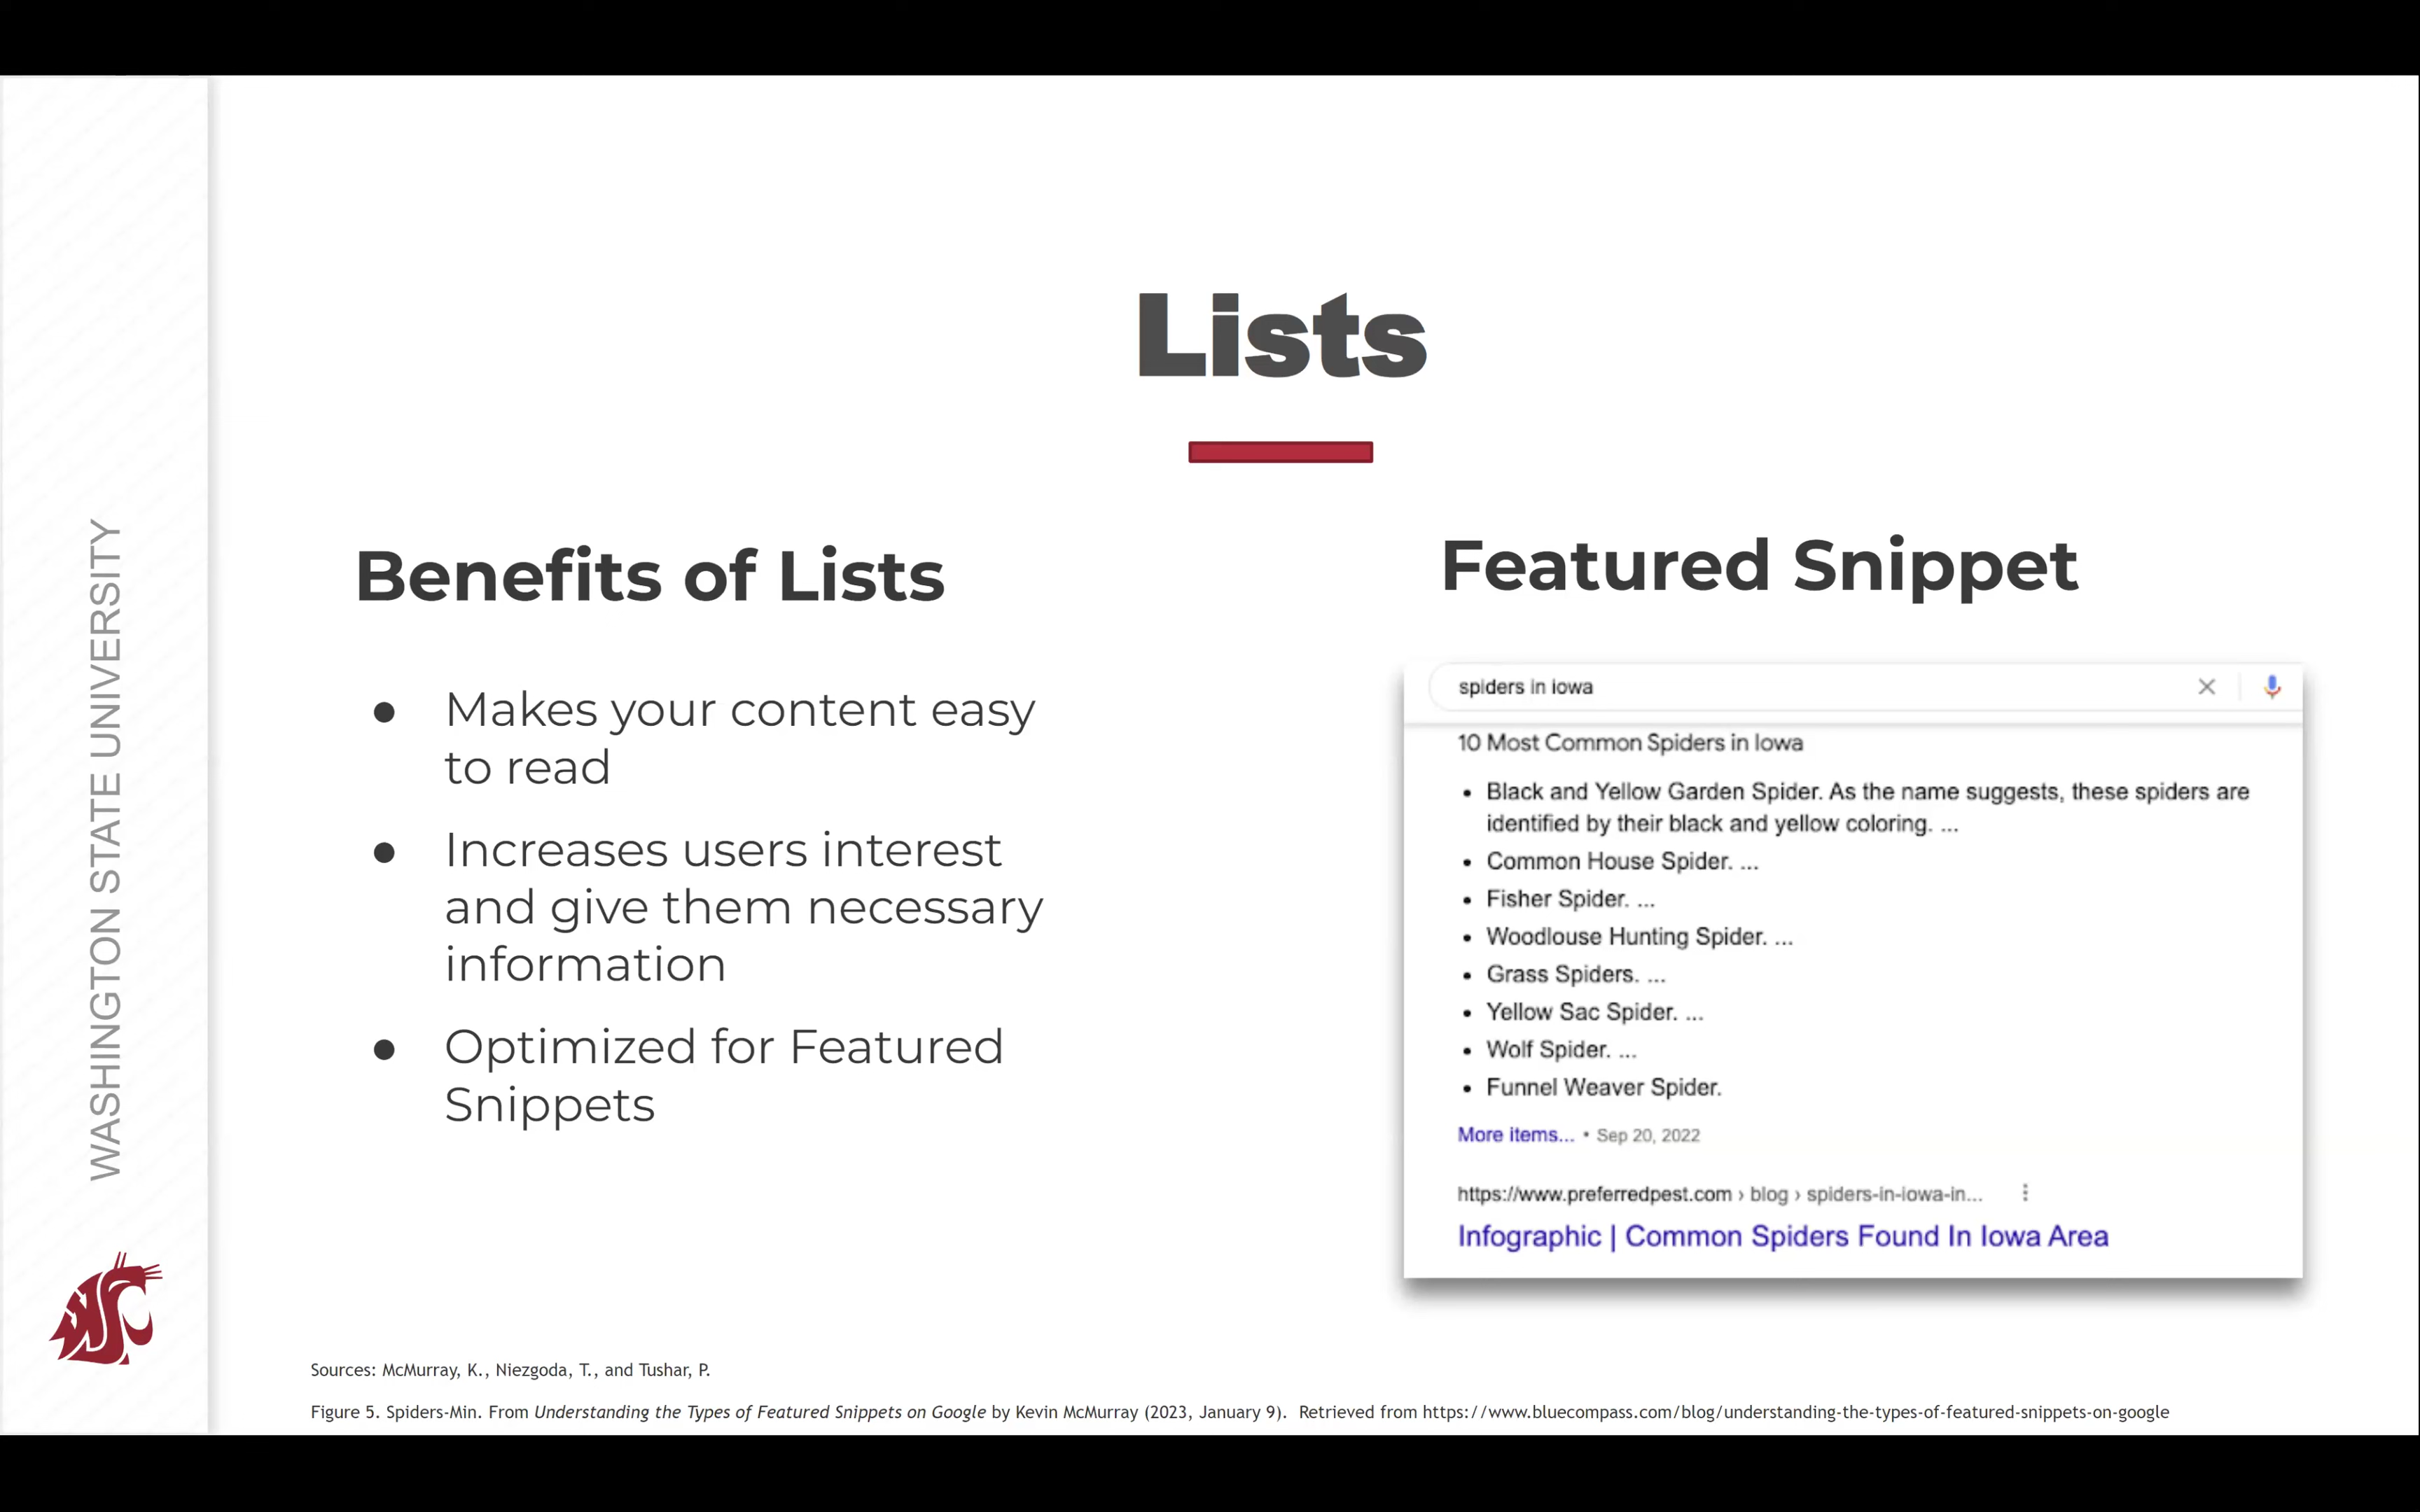 WASHINGTON STATE UNIVERSITY
WSC
Lists
Benefits of Lists
● Makes your content easy
to read
● Increases users interest
and give them necessary
information
● Optimized for Featured
Snippets
Featured Snippet
spiders in iowa
10 Most Common Spiders in Iowa
• Black and Yellow Garden Spider. As the name suggests, these spiders are
identified by their black and yellow coloring. ...
• Common House Spider. ...
• Fisher Spider. ...
• Woodlouse Hunting Spider. ...
• Grass Spiders. ...
• Yellow Sac Spider. ...
• Wolf Spider. ...
• Funnel Weaver Spider.
More items... • Sep 20, 2022
https://www.preferredpest.com › blog › spiders-in-iowa-in...
Infographic | Common Spiders Found In Iowa Area
Sources: McMurray, K., Niezgoda, T., and Tushar, P.
Figure 5. Spiders-Min. From Understanding the Types of Featured Snippets on Google by Kevin McMurray (2023, January 9). Retrieved from https://www.bluecompass.com/blog/understanding-the-types-of-featured-snippets-on-google